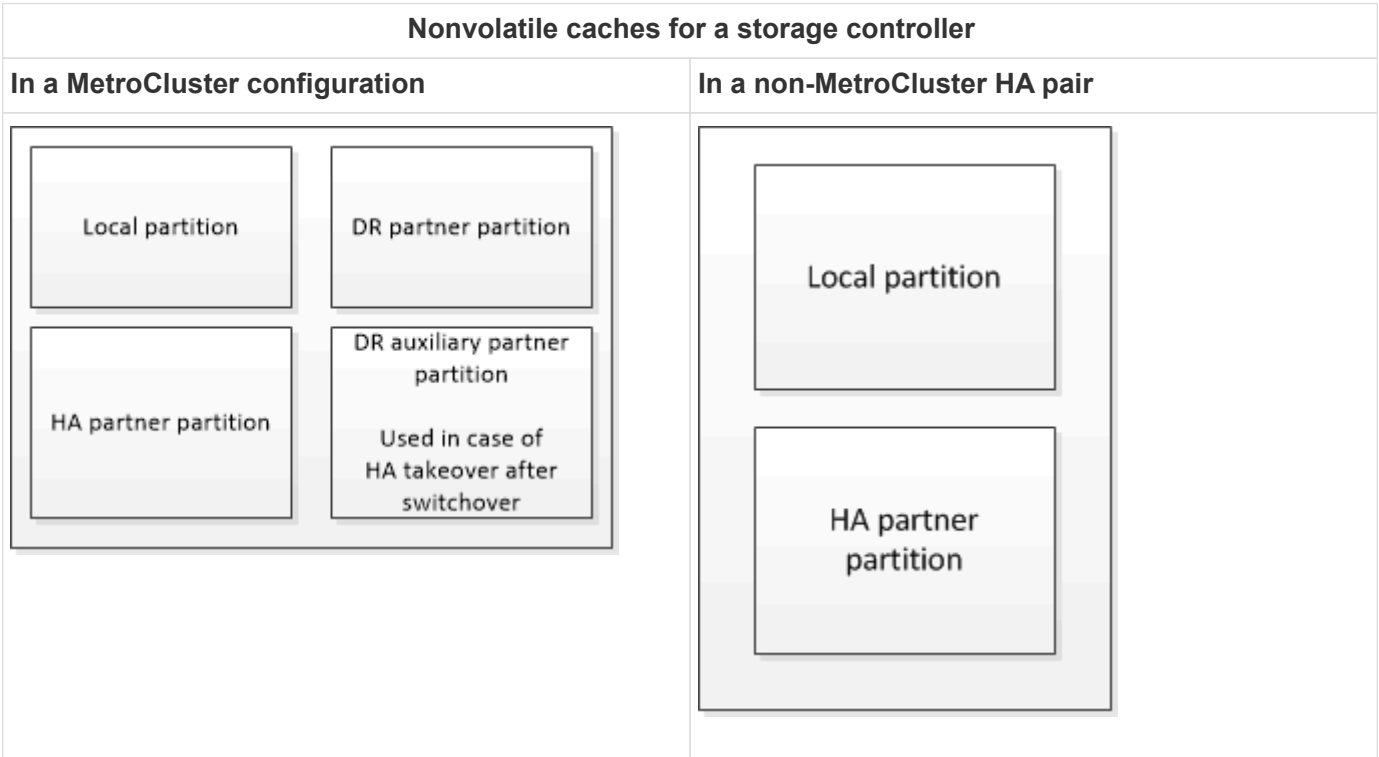 Nonvolatile caches for a storage controller
In a MetroCluster configuration
In a non-MetroCluster HA pair
Local partition
DR partner partition
HA partner partition
DR auxiliary partner
partition
Used in case of
HA takeover after
switchover
Local partition
HA partner
partition